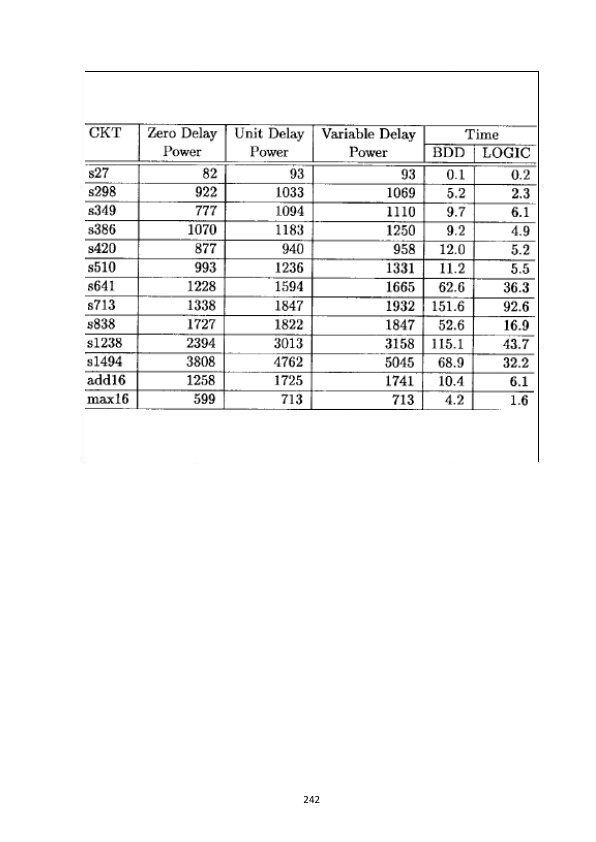 CKT Zero Delay Unit Delay Variable Delay Time
Power Power Power BDD LOGIC
s27 82 93 93 0.1 0.2
s298 922 1033 1069 5.2 2.3
s349 777 1094 1110 9.7 6.1
s386 1070 1183 1250 9.2 4.9
s420 877 940 958 12.0 5.2
s510 993 1236 1331 11.2 5.5
s641 1228 1594 1665 62.6 36.3
s713 1338 1847 1932 151.6 92.6
s838 1727 1822 1847 52.6 16.9
s1238 2394 3013 3158 115.1 43.7
s1494 3808 4762 5045 68.9 32.2
add16 1258 1725 1741 10.4 6.1
max16 599 713 713 4.2 1.6
242